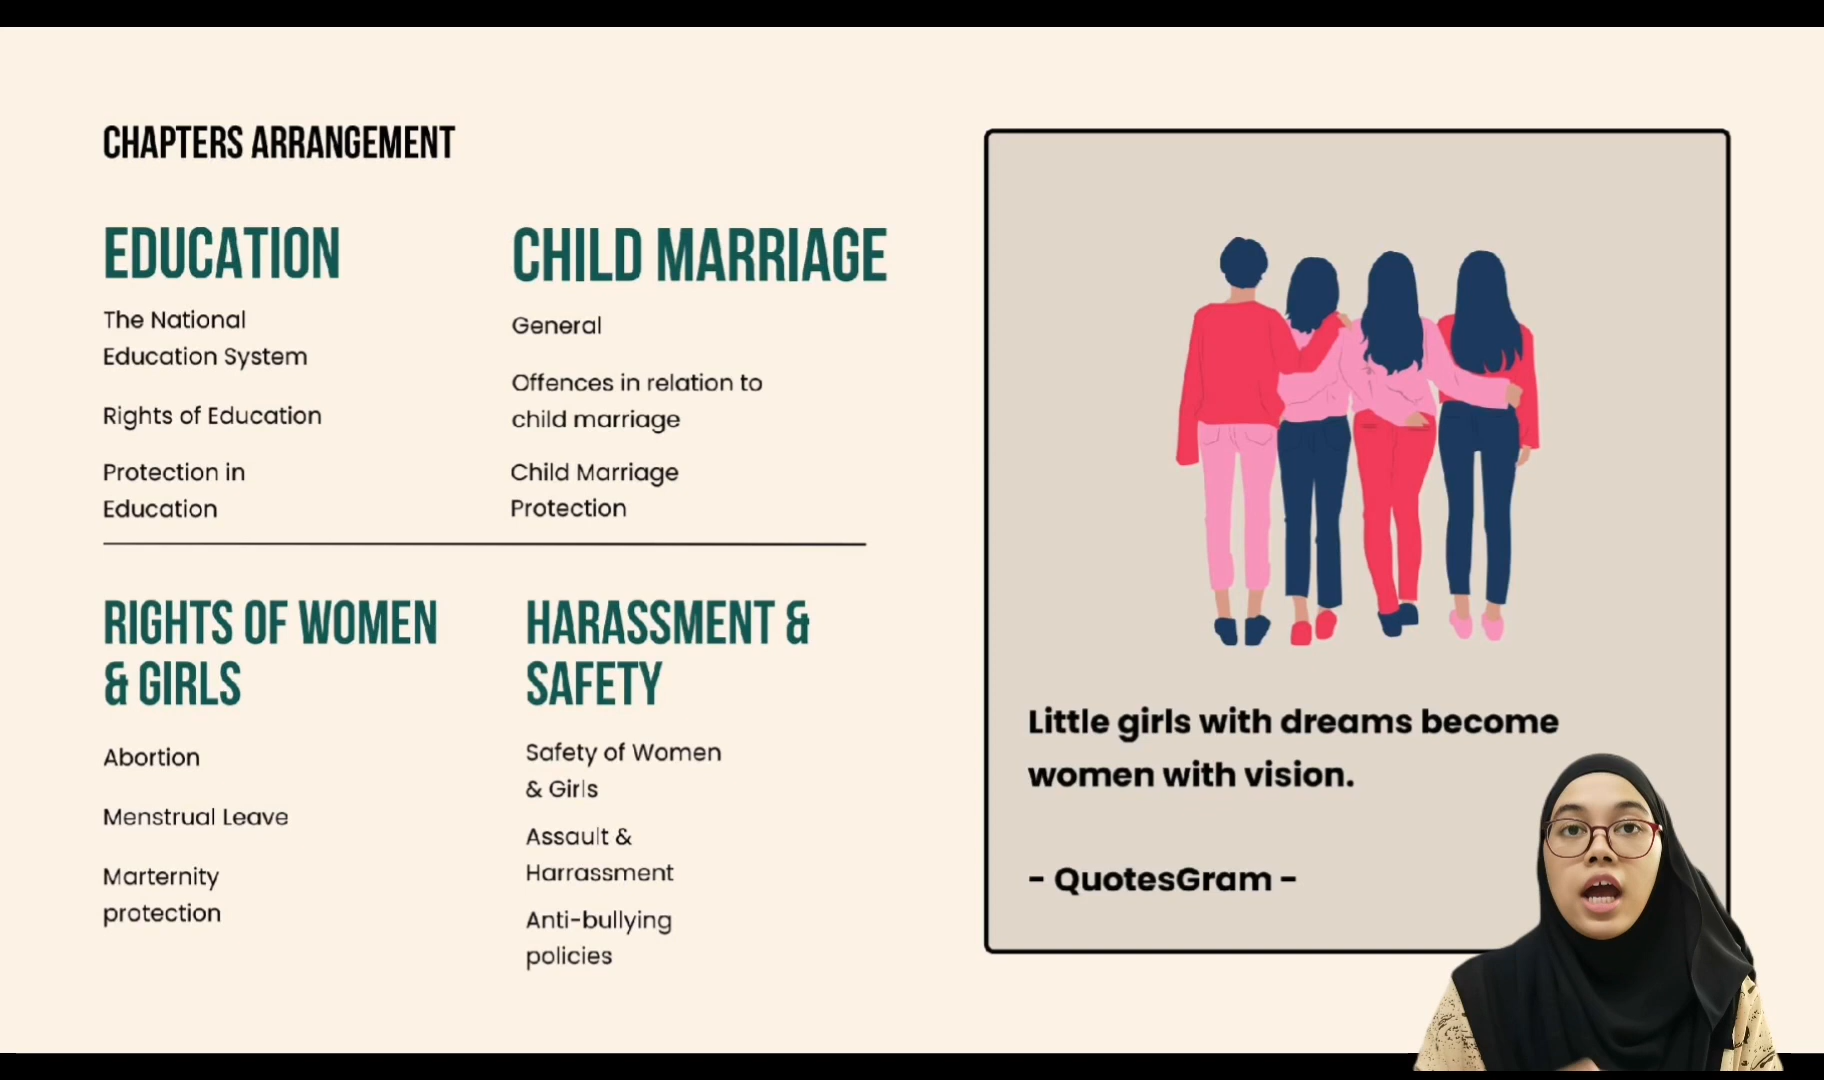 CHAPTERS ARRANGEMENT
EDUCATION
The National
Education System
Rights of Education
Protection in
Education
CHILD MARRIAGE
General
Offences in relation to
child marriage
Child Marriage
Protection
RIGHTS OF WOMEN
& GIRLS
Abortion
Menstrual Leave
Marternity
protection
HARASSMENT &
SAFETY
Safety of Women
& Girls
Assault &
Harrassment
Anti-bullying
policies
Little girls with dreams become
women with vision.
- QuotesGram -